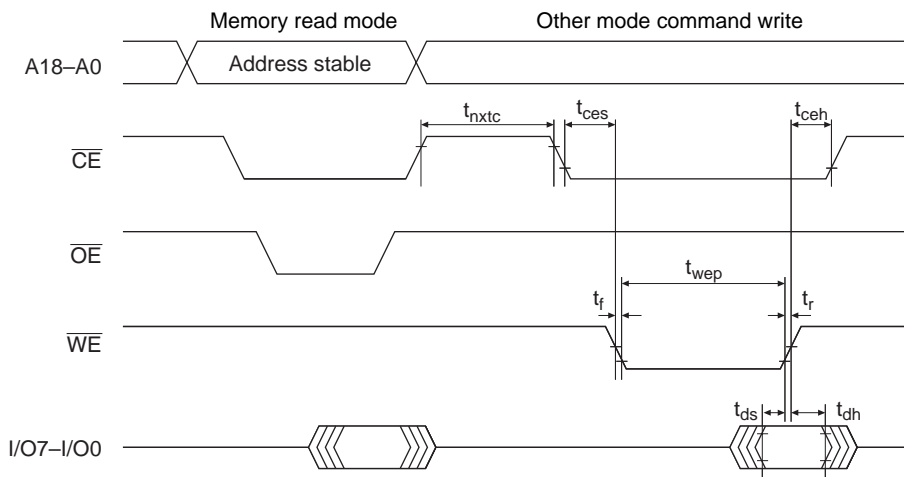 Memory read mode Other mode command write
A18–A0 Address stable
tnxtc tces tceh
CE
OE
twep
tf tr
WE
tds tdh
I/O7–I/O0